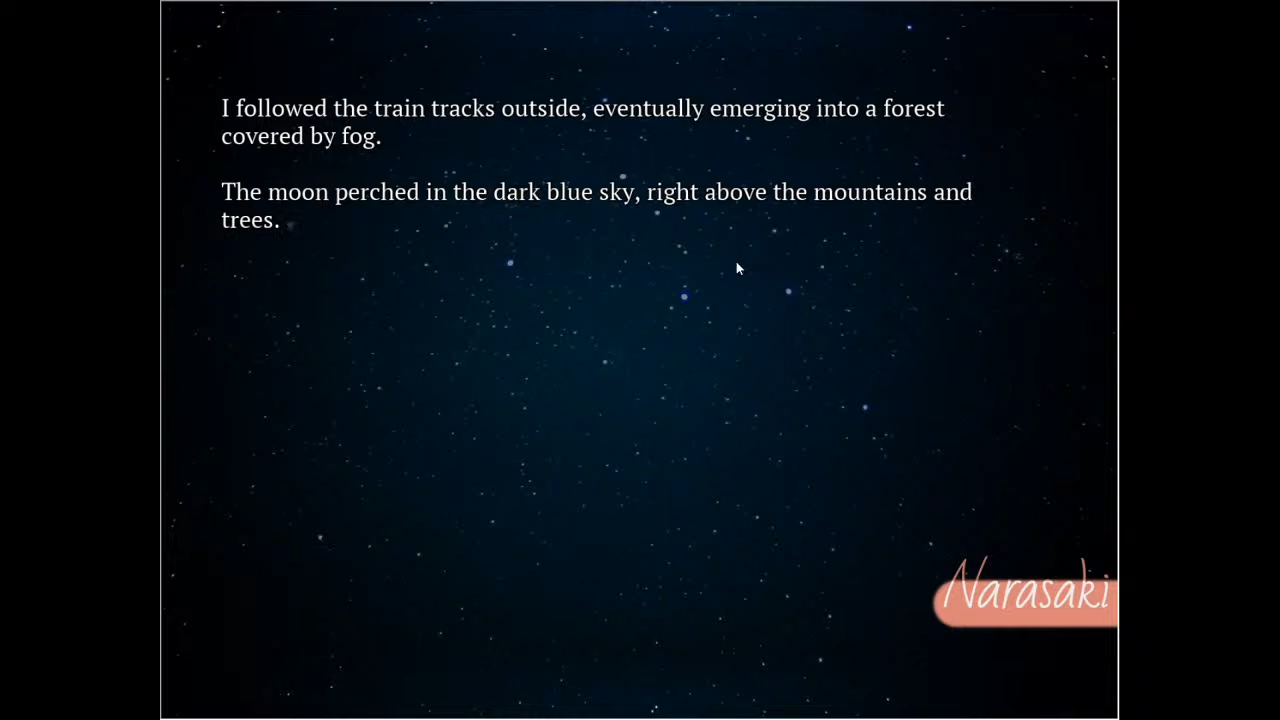 I followed the train tracks outside, eventually emerging into a forest
covered by fog.
The moon perched in the dark blue sky, right above the mountains and
trees.
Narasaki